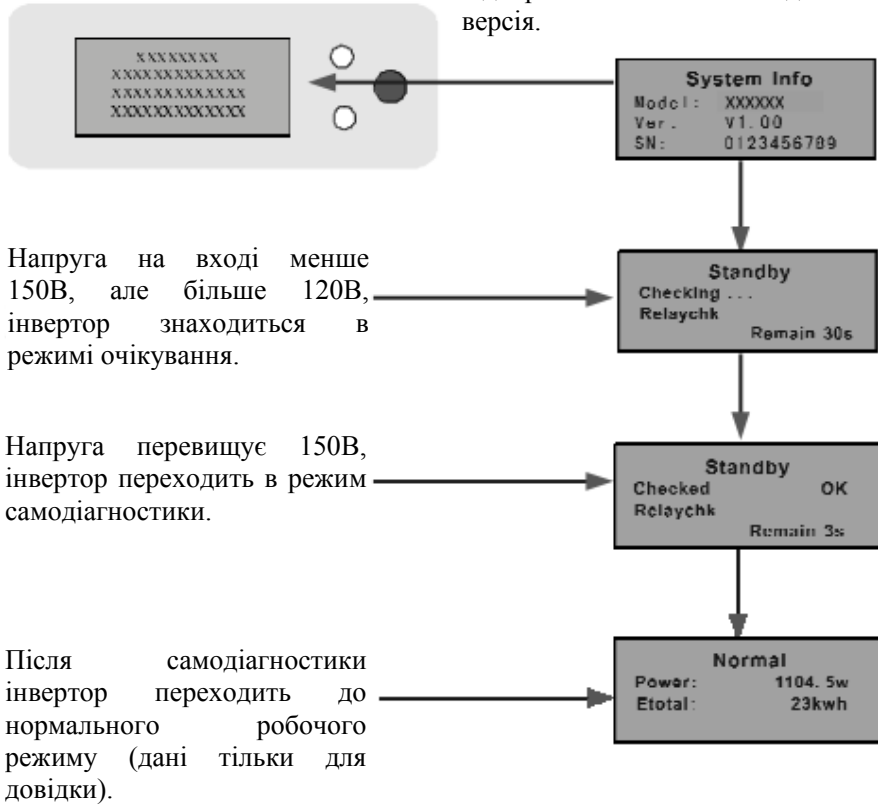 версія.
xxxxxxxx
xxxxxxxxxxxxx
xxxxxxxxxxxxx
xxxxxxxxxxxxx
System Info
Model: XXXXXX
Ver. V1.00
SN: 0123456789
Напруга на вході менше
150В, але більше 120В,
інвертор знаходиться в
режимі очікування.
Standby
Checking ...
Relaychk
Remain 30s
Напруга перевищує 150В,
інвертор переходить в режим
самодіагностики.
Standby
Checked OK
Relaychk
Remain 3s
Після самодіагностики
інвертор переходить до
нормального робочого
режиму (дані тільки для
довідки).
Normal
Power: 1104.5w
Etotal: 23kwh